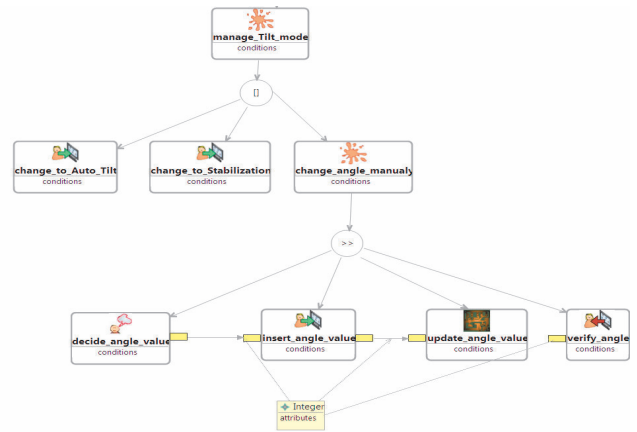 manage_Tilt_mode
conditions
[]
change_to_Auto_Tilt
conditions
change_to_Stabilization
conditions
change_angle_manualy
conditions
>>
decide_angle_value
conditions
insert_angle_value
conditions
update_angle_value
conditions
verify_angle
conditions
Integer
attributes